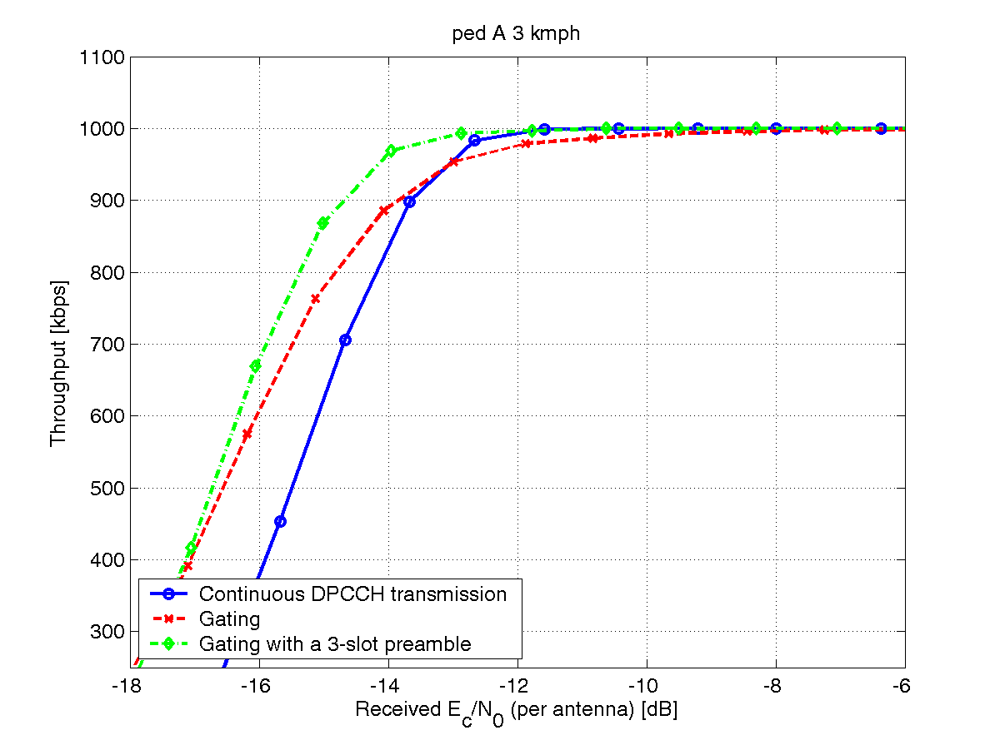 ped A 3 kmph
1100
1000
900
800
700
600
500
400
300
Throughput [kbps]
Continuous DPCCH transmission
Gating
Gating with a 3-slot preamble
-18 -16 -14 -12 -10 -8 -6
Received Ec/N0 (per antenna) [dB]